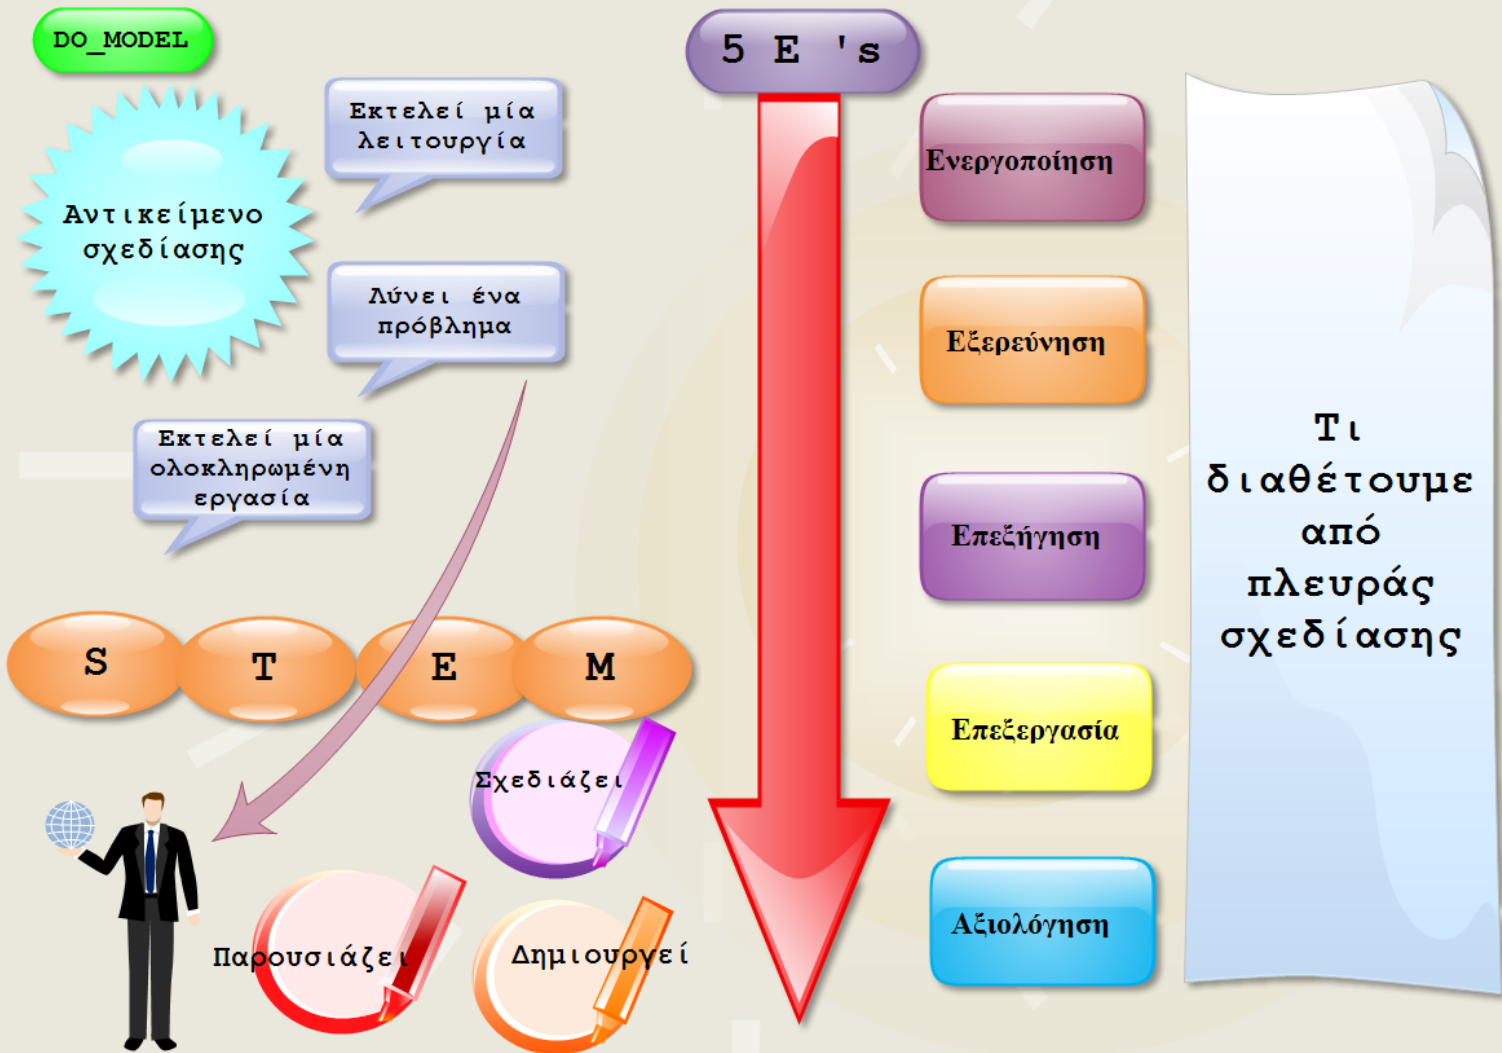 DO_MODEL
5 E 's
Εκτελεί μία
λειτουργία
Αντικείμενο
σχεδίασης
Λύνει ένα
πρόβλημα
Εκτελεί μία
ολοκληρωμένη
εργασία
S T E M
Σχεδιάζει
Παρουσιάζει
Δημιουργεί
Ενεργοποίηση
Εξερεύνηση
Επεξήγηση
Επεξεργασία
Αξιολόγηση
Τι
διαθέτουμε
από
πλευράς
σχεδίασης